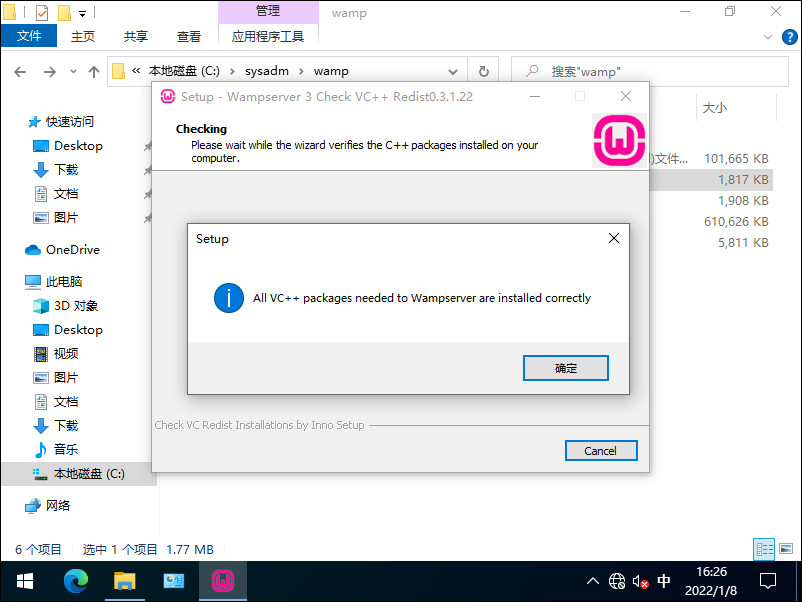 管理
wamp
文件
主页
共享
查看
应用程序工具
« 本地磁盘 (C:) › sysadm › wamp
搜索"wamp"
Setup - Wampserver 3 Check VC++ Redist0.3.1.22
大小
Checking
Please wait while the wizard verifies the C++ packages installed on your
computer.
快速访问
Desktop
下载
文档
图片
OneDrive
此电脑
3D 对象
Desktop
视频
图片
文档
下载
音乐
本地磁盘 (C:)
网络
)文件...
101,665 KB
1,817 KB
1,908 KB
610,626 KB
5,811 KB
Setup
All VC++ packages needed to Wampserver are installed correctly
确定
Check VC Redist Installations by Inno Setup
Cancel
6 个项目
选中 1 个项目 1.77 MB
中
16:26
2022/1/8